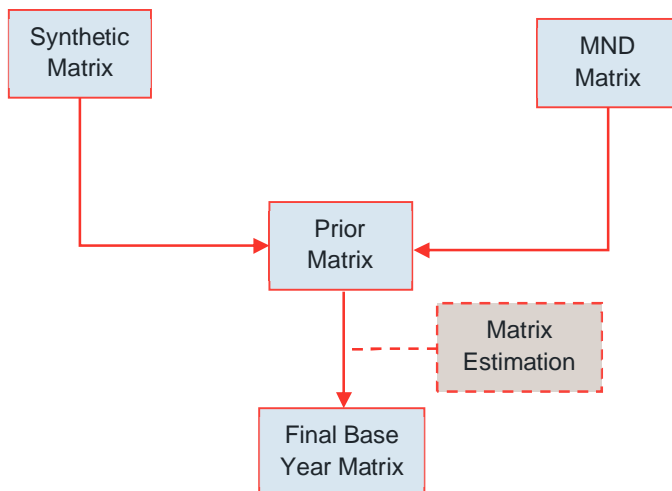 Synthetic
Matrix
MND
Matrix
Prior
Matrix
Matrix
Estimation
Final Base
Year Matrix